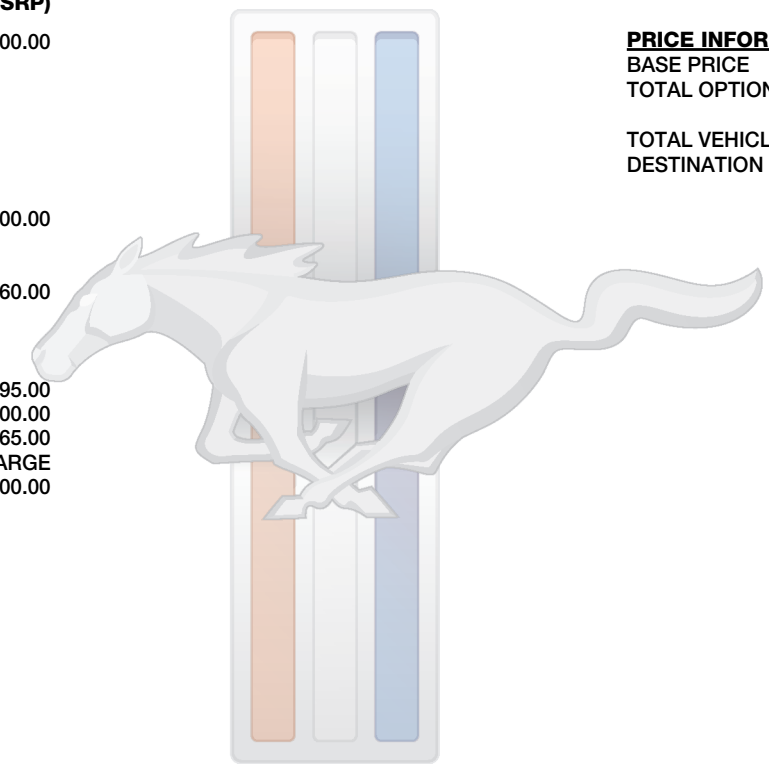 SRP)
00.00
00.00
60.00
95.00
00.00
65.00
ARGE
00.00
PRICE INFOR
BASE PRICE
TOTAL OPTION
TOTAL VEHICL
DESTINATION